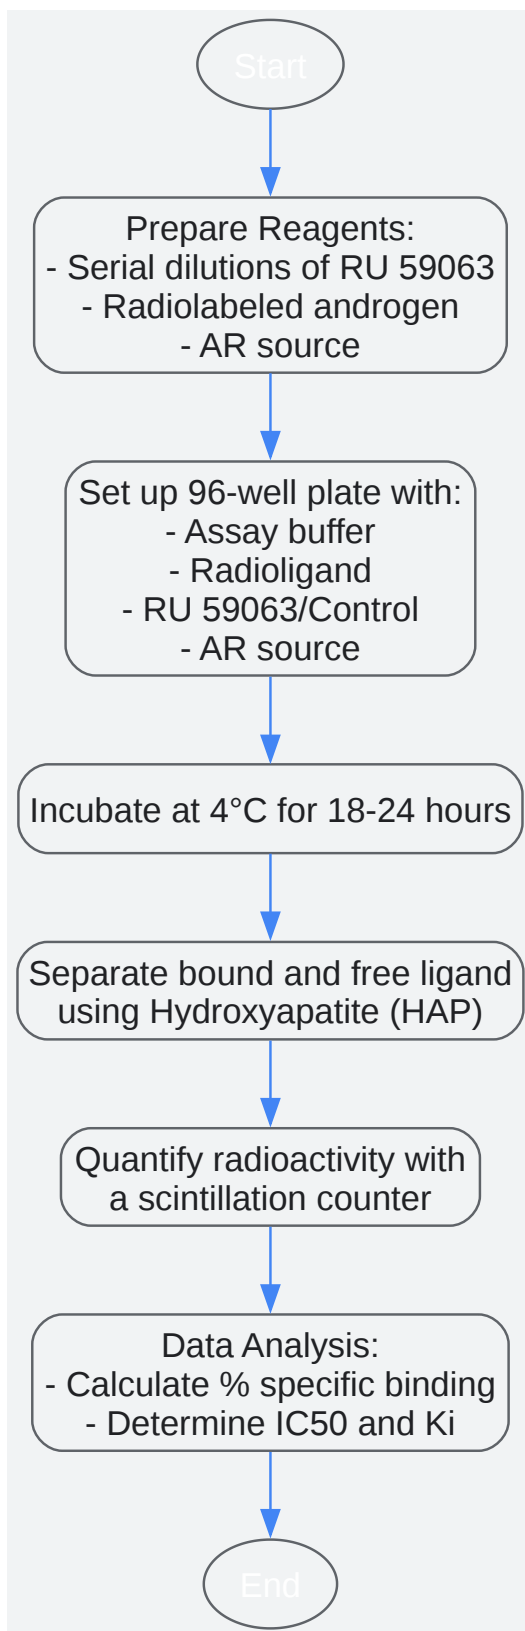 Start
Prepare Reagents:
- Serial dilutions of RU 59063
- Radiolabeled androgen
- AR source
Set up 96-well plate with:
- Assay buffer
- Radioligand
- RU 59063/Control
- AR source
Incubate at 4°C for 18-24 hours
Separate bound and free ligand
using Hydroxyapatite (HAP)
Quantify radioactivity with
a scintillation counter
Data Analysis:
- Calculate % specific binding
- Determine IC50 and Ki
End